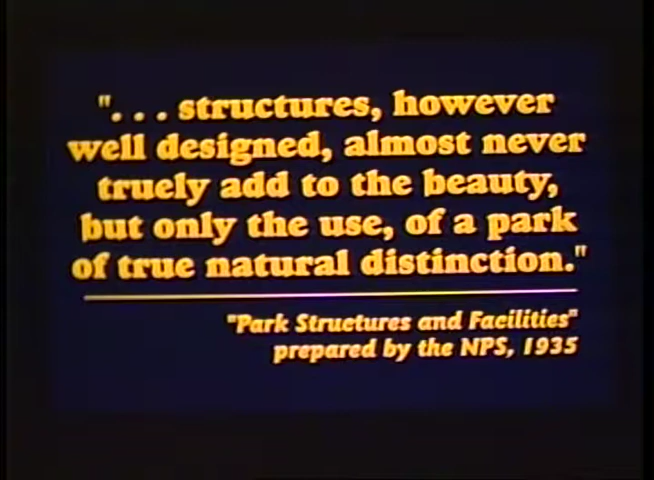 ". . . structures, however
well designed, almost never
truely add to the beauty,
but only the use, of a park
of true natural distinction."
"Park Structures and Facilities"
prepared by the NPS, 1935